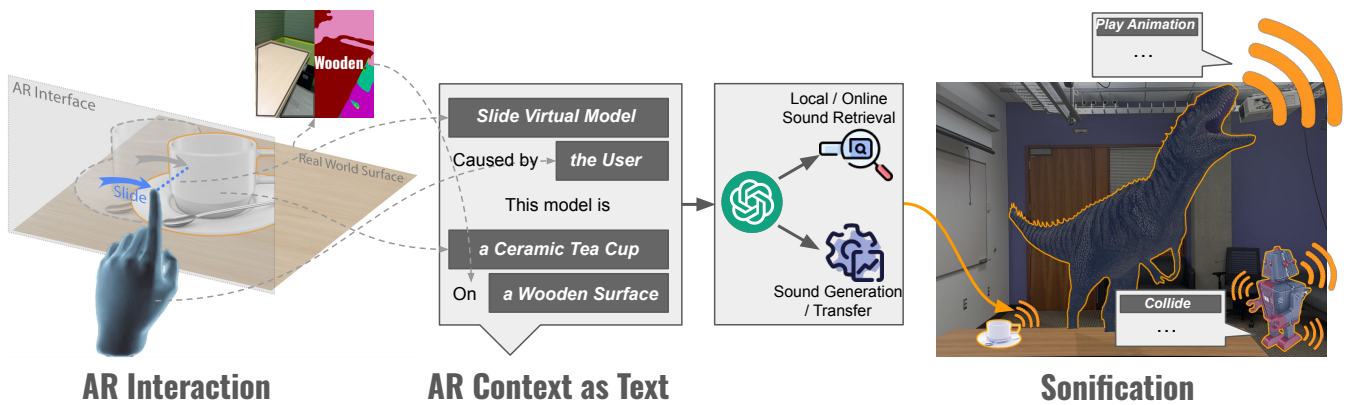 AR Interface
Wooden
Real World Surface
Slide
AR Interaction
Slide Virtual Model
Caused by the User
This model is
a Ceramic Tea Cup
On a Wooden Surface
AR Context as Text
Local / Online
Sound Retrieval
Sound Generation
/ Transfer
Play Animation
...
Collide
...
Sonification